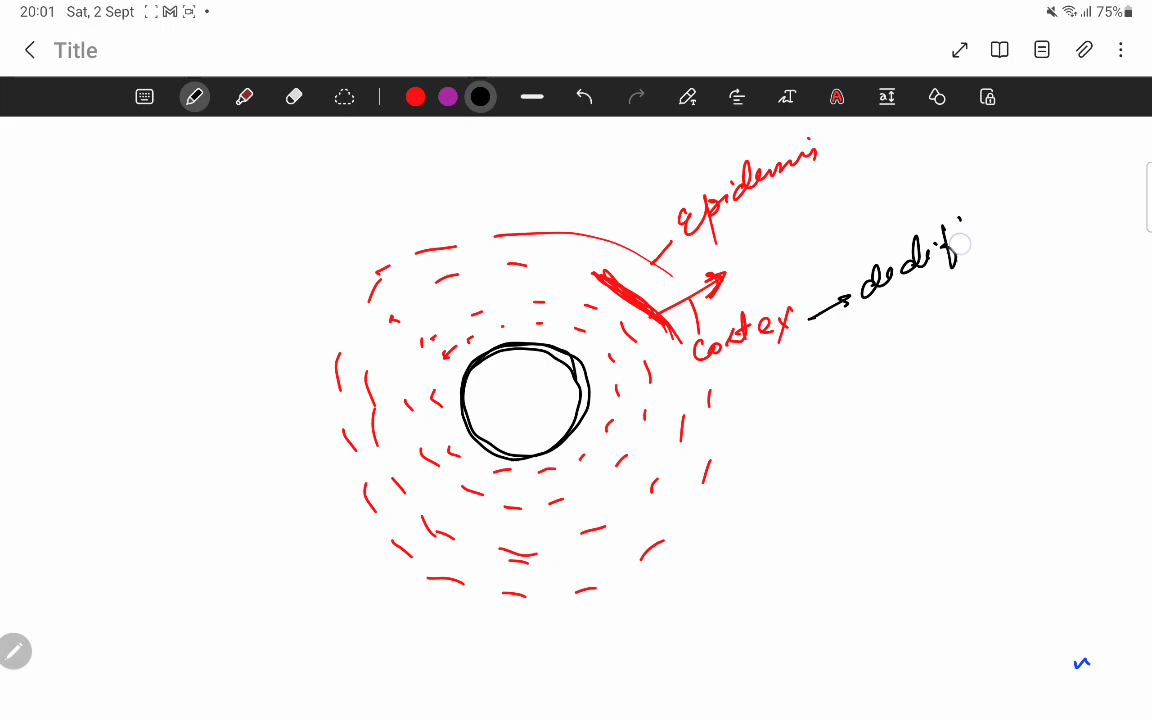 20:01 Sat, 2 Sept 75%
Title
Epidermis
Cortex → dedif